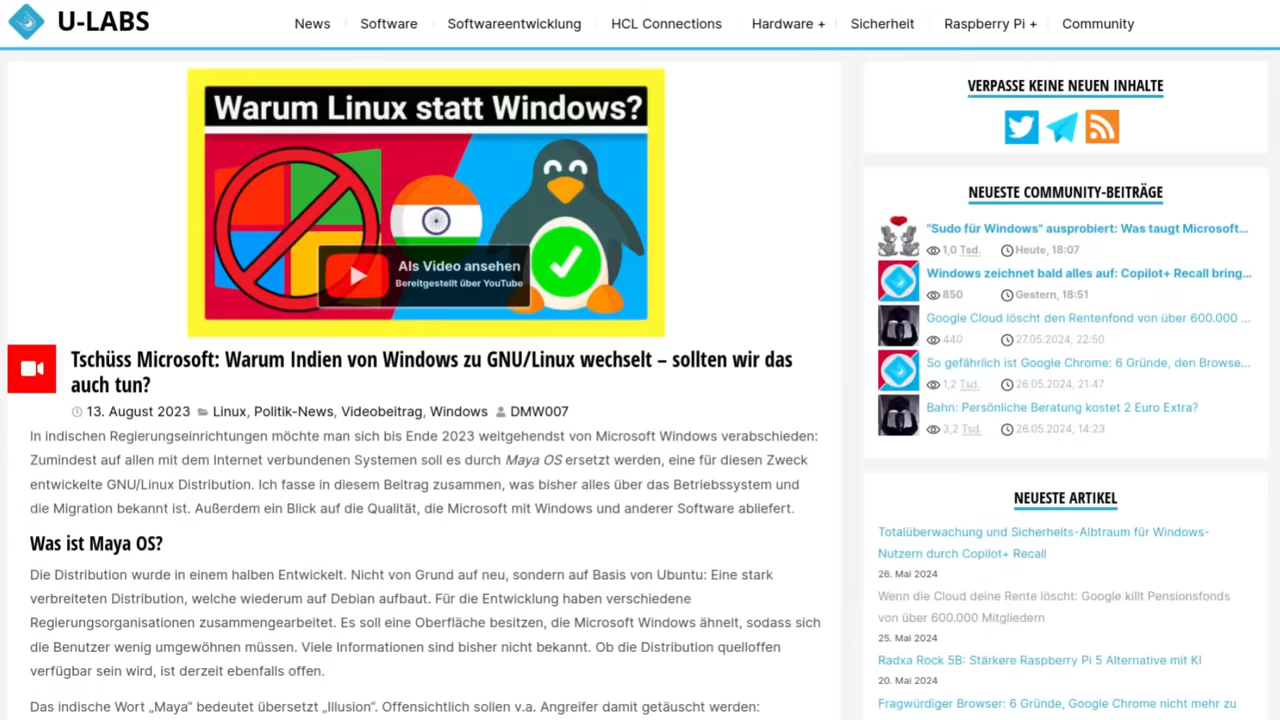 U-LABS
News
Software
Softwareentwicklung
HCL Connections
Hardware +
Sicherheit
Raspberry Pi +
Community
Warum Linux statt Windows?
Als Video ansehen
Bereitgestellt über YouTube
Tschüss Microsoft: Warum Indien von Windows zu GNU/Linux wechselt – sollten wir das
auch tun?
13. August 2023 Linux, Politik-News, Videobeitrag, Windows DMW007
In indischen Regierungseinrichtungen möchte man sich bis Ende 2023 weitgehendst von Microsoft Windows verabschieden:
Zumindest auf allen mit dem Internet verbundenen Systemen soll es durch Maya OS ersetzt werden, eine für diesen Zweck
entwickelte GNU/Linux Distribution. Ich fasse in diesem Beitrag zusammen, was bisher alles über das Betriebssystem und
die Migration bekannt ist. Außerdem ein Blick auf die Qualität, die Microsoft mit Windows und anderer Software abliefert.
Was ist Maya OS?
Die Distribution wurde in einem halben Entwickelt. Nicht von Grund auf neu, sondern auf Basis von Ubuntu: Eine stark
verbreiteten Distribution, welche wiederum auf Debian aufbaut. Für die Entwicklung haben verschiedene
Regierungsorganisationen zusammengearbeitet. Es soll eine Oberfläche besitzen, die Microsoft Windows ähnelt, sodass sich
die Benutzer wenig umgewöhnen müssen. Viele Informationen sind bisher nicht bekannt. Ob die Distribution quelloffen
verfügbar sein wird, ist derzeit ebenfalls offen.
Das indische Wort „Maya" bedeutet übersetzt „Illusion". Offensichtlich sollen v.a. Angreifer damit getäuscht werden:
VERPASSE KEINE NEUEN INHALTE
NEUESTE COMMUNITY-BEITRÄGE
"Sudo für Windows" ausprobiert: Was taugt Microsoft...
1,0 Tsd. Heute, 18:07
Windows zeichnet bald alles auf: Copilot+ Recall bring...
850 Gestern, 18:51
Google Cloud löscht den Rentenfond von über 600.000 ...
440 27.05.2024, 22:50
So gefährlich ist Google Chrome: 6 Gründe, den Browse...
1,2 Tsd. 26.05.2024, 21:47
Bahn: Persönliche Beratung kostet 2 Euro Extra?
3,2 Tsd. 26.05.2024, 14:23
NEUESTE ARTIKEL
Totalüberwachung und Sicherheits-Albtraum für Windows-
Nutzern durch Copilot+ Recall
26. Mai 2024
Wenn die Cloud deine Rente löscht: Google killt Pensionsfonds
von über 600.000 Mitgliedern
25. Mai 2024
Radxa Rock 5B: Stärkere Raspberry Pi 5 Alternative mit KI
20. Mai 2024
Fragwürdiger Browser: 6 Gründe, Google Chrome nicht mehr zu